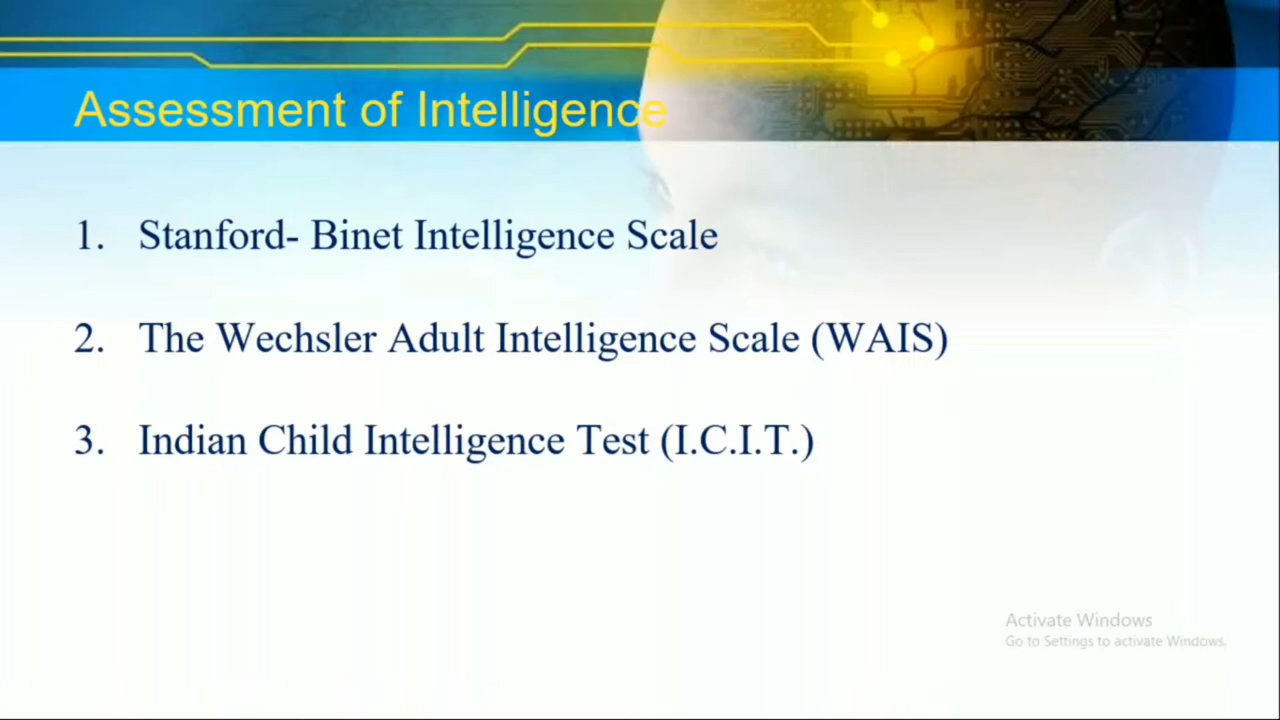 Assessment of Intelligence
1. Stanford- Binet Intelligence Scale
2. The Wechsler Adult Intelligence Scale (WAIS)
3. Indian Child Intelligence Test (I.C.I.T.)
Activate Windows
Go to Settings to activate Windows.